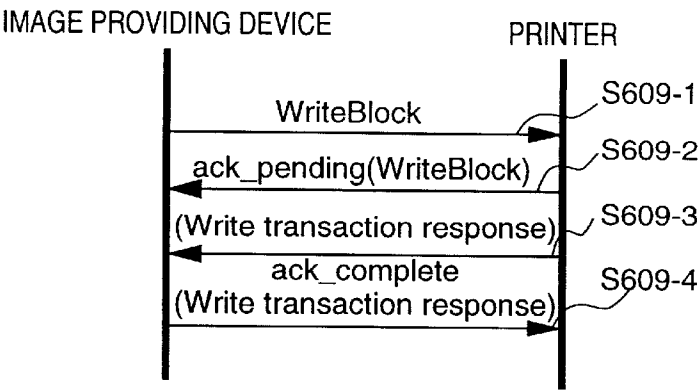 IMAGE PROVIDING DEVICE
PRINTER
S609-1
WriteBlock
S609-2
ack_pending(WriteBlock)
S609-3
(Write transaction response)
ack_complete
S609-4
(Write transaction response)